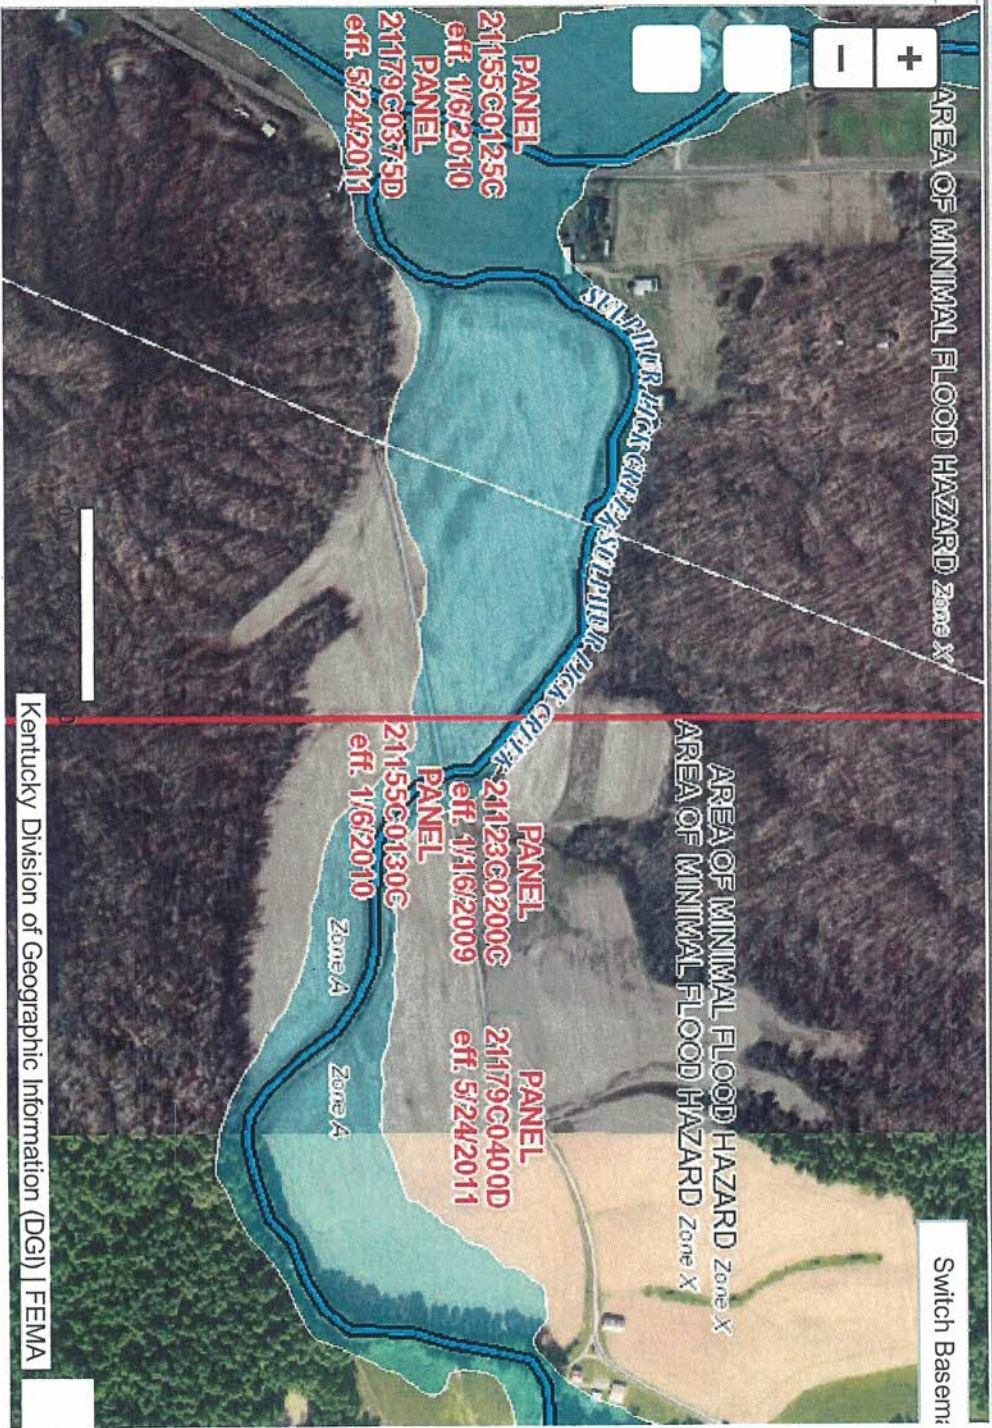 +
−
Switch Basema
AREA OF MINIMAL FLOOD HAZARD Zone X
AREA OF MINIMAL FLOOD HAZARD Zone X
AREA OF MINIMAL FLOOD HAZARD Zone X
SULPHUR LICK CREEK SULPHUR LICK CREEK
PANEL
21155C0125C
eff. 1/6/2010
PANEL
21179C0375D
eff. 5/24/2011
PANEL
21123C0200C
eff. 1/16/2009
PANEL
21179C0400D
eff. 5/24/2011
PANEL
21155C0130C
eff. 1/6/2010
Zone A
Zone A
Kentucky Division of Geographic Information (DGI) | FEMA